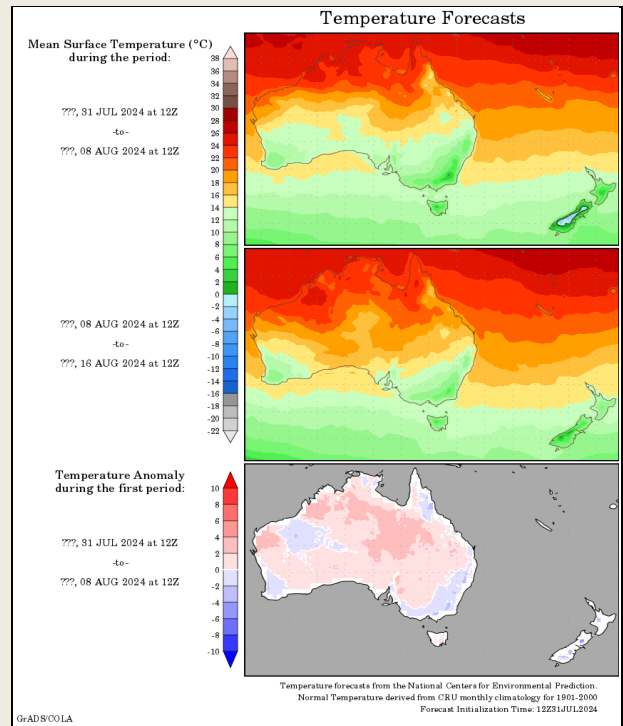 Temperature Forecasts
Mean Surface Temperature (°C)
during the period:
???, 31 JUL 2024 at 12Z
-to-
???, 08 AUG 2024 at 12Z
38
36
34
32
30
28
26
24
22
20
18
16
14
12
10
8
6
4
2
0
-2
-4
-6
-8
-10
-12
-14
-16
-18
-20
-22
???, 08 AUG 2024 at 12Z
-to-
???, 16 AUG 2024 at 12Z
Temperature Anomaly
during the first period:
???, 31 JUL 2024 at 12Z
-to-
???, 08 AUG 2024 at 12Z
10
8
6
4
2
0
-2
-4
-6
-8
-10
Temperature forecasts from the National Centers for Environmental Prediction.
Normal Temperature derived from CRU monthly climatology for 1901-2000
Forecast Initialization Time: 12Z31JUL2024
GrADS/COLA